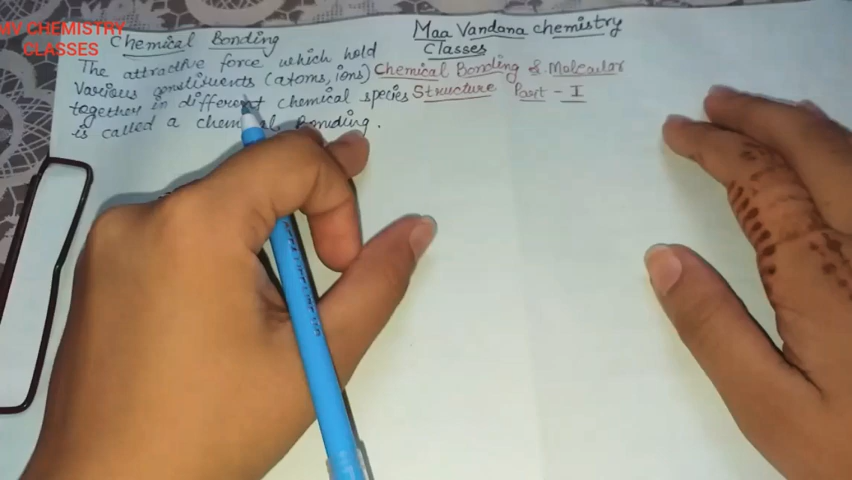 MV CHEMISTRY
CLASSES
Chemical Bonding
The attractive force which hold
Various constituents (atoms, ions)
together in different chemical species
is called a chemical Bonding.
Maa Vandana chemistry
Classes
Chemical Bonding & Molecular
Structure Part - I